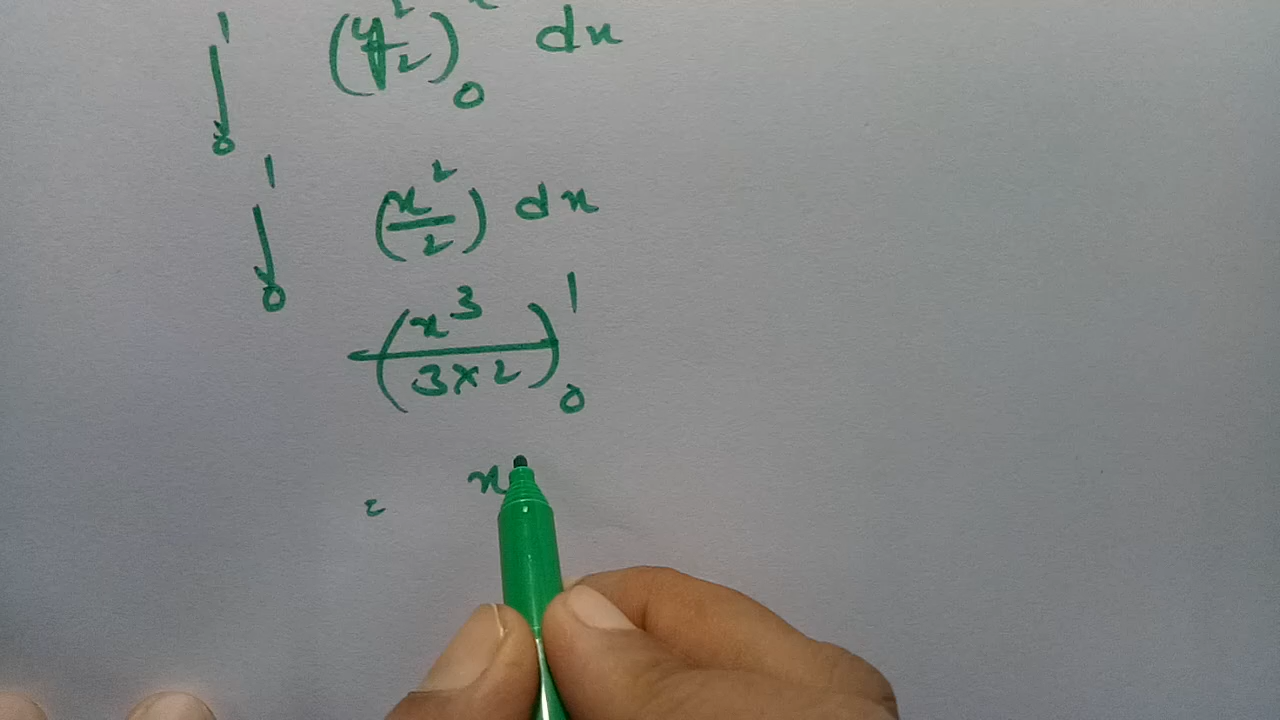 ∫₀¹ (y²/2)₀ dx
∫₀¹ (x²/2) dx
(x³/3×2)₀¹
= x